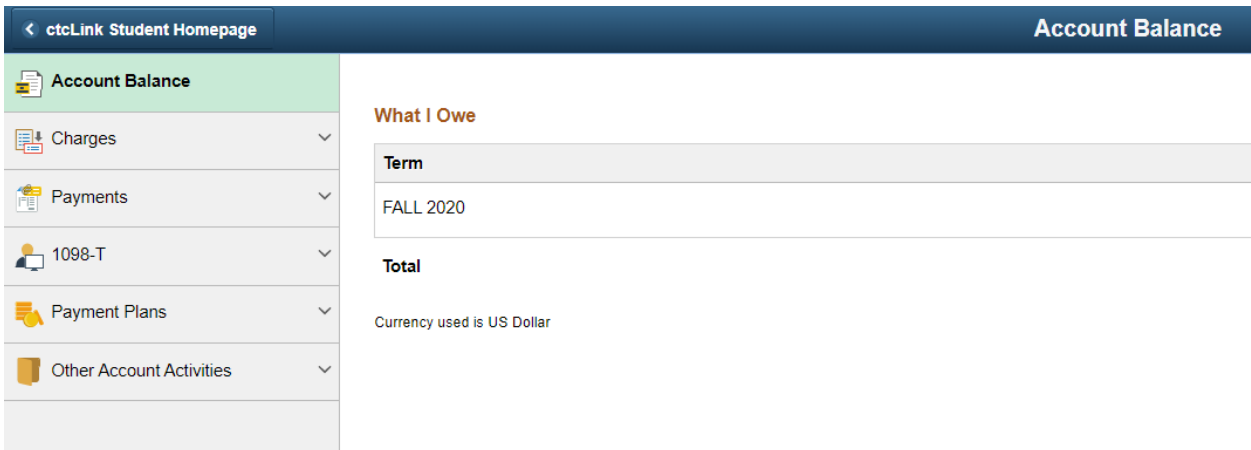 ctcLink Student Homepage
Account Balance
Account Balance
Charges
Payments
1098-T
Payment Plans
Other Account Activities
What I Owe
Term
FALL 2020
Total
Currency used is US Dollar